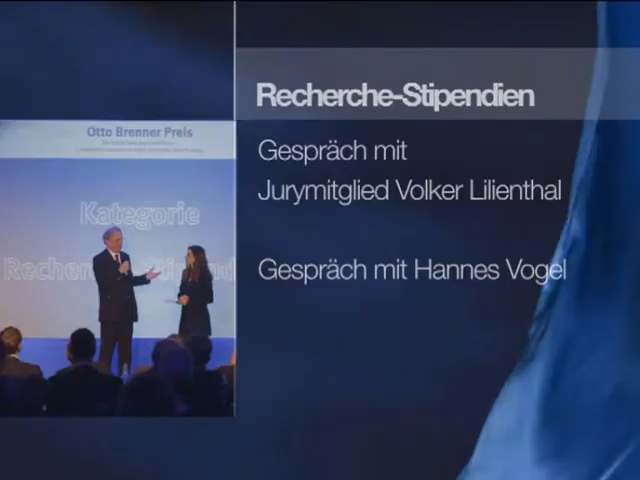 Recherche-Stipendien
Gespräch mit
Jurymitglied Volker Lilienthal
Gespräch mit Hannes Vogel
Otto Brenner Preis
Kategorie